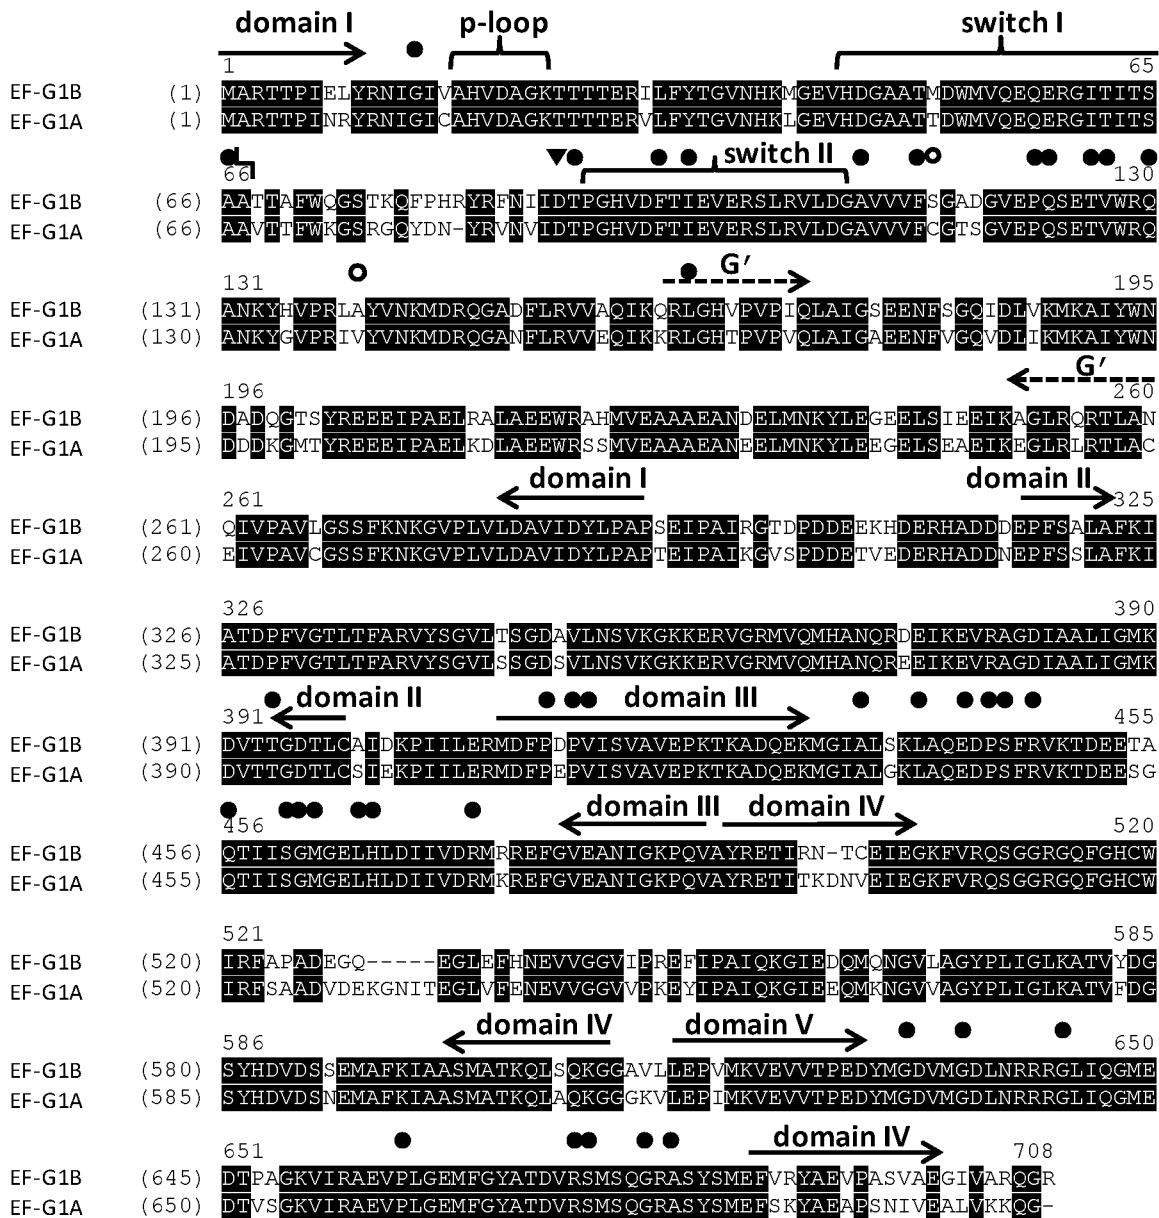 domain I p-loop switch I
1 65
EF-G1B (1) MARTTPIELYRNIGIVAHVDAGKTTTTERILFYTGVNHKMGEVHDGAATMDWMVQEQERGITITS
EF-G1A (1) MARTTPINRYRNIGICAHVDAGKTTTTERVLFYTGVNHKLGEVHDGAATTDWMVQEQERGITITS
switch II
66 130
EF-G1B (66) AATTAFWQGSTKQFPHRYRFNIIDTPGHVDFTIEVERSLRVLDGAVVVFSGADGVEPQSETVWRQ
EF-G1A (66) AAVTTFWKGSRGQYDN-YRVNVIDTPGHVDFTIEVERSLRVLDGAVVVFCGTSGVEPQSETVWRQ
G′
131 195
EF-G1B (131) ANKYHVPRLAYVNKMDRQGADFLRVVAQIKQRLGHVPVPIQLAIGSEENFSGQIDLVKMKAIYWN
EF-G1A (130) ANKYGVPRIVYVNKMDRQGANFLRVVEQIKKRLGHTPVPVQLAIGAEENFVGQVDLIKMKAIYWN
G′
196 260
EF-G1B (196) DADQGTSYREEEIPAELRALAEEWRAHMVEAAAEANDELMNKYLEGEELSIEEIKAGLRQRTLAN
EF-G1A (195) DDDKGMTYREEEIPAELKDLAEEWRSSMVEAAAEANEELMNKYLEEGELSEAEIKEGLRLRTLAC
domain I domain II
261 325
EF-G1B (261) QIVPAVLGSSFKNKGVPLVLDAVIDYLPAPSEIPAIRGTDPDDEEKHDERHADDDEPFSALAFKI
EF-G1A (260) EIVPAVCGSSFKNKGVPLVLDAVIDYLPAPTEIPAIKGVSPDDETVEDERHADDNEPFSSLAFKI
326 390
EF-G1B (326) ATDPFVGTLTFARVYSGVLTSGDAVLNSVKGKKERVGRMVQMHANQRDEIKEVRAGDIAALIGMK
EF-G1A (325) ATDPFVGTLTFARVYSGVLSSGDSVLNSVKGKKERVGRMVQMHANQREEIKEVRAGDIAALIGMK
domain II domain III
391 455
EF-G1B (391) DVTTGDTLCAIDKPIILERMDFPDPVISVAVEPKTKADQEKMGIALSKLAQEDPSFRVKTDEETA
EF-G1A (390) DVTTGDTLCSIEKPIILERMDFPEPVISVAVEPKTKADQEKMGIALGKLAQEDPSFRVKTDEESG
domain III domain IV
456 520
EF-G1B (456) QTIISGMGELHLDIIVDRMRREFGVEANIGKPQVAYRETIRN-TCEIEGKFVRQSGGRGQFGHCW
EF-G1A (455) QTIISGMGELHLDIIVDRMKREFGVEANIGKPQVAYRETITKDNVEIEGKFVRQSGGRGQFGHCW
521 585
EF-G1B (520) IRFAPADEGQ-----EGLEFHNEVVGGVIPREFIPAIQKGIEDQMQNGVLAGYPLIGLKATVYDG
EF-G1A (520) IRFSAADVDEKGNITEGLVFENEVVGGVVPKEYIPAIQKGIEEQMKNGVVAGYPLIGLKATVFDG
domain IV domain V
586 650
EF-G1B (580) SYHDVDSSEMAFKIAASMATKQLSQKGGAVLLEPVMKVEVVTPEDYMGDVMGDLNRRRGLIQGME
EF-G1A (585) SYHDVDSNEMAFKIAASMATKQLAQKGGGKVLEPIMKVEVVTPEDYMGDVMGDLNRRRGLIQGME
domain IV
651 708
EF-G1B (645) DTPAGKVIRAEVPLGEMFGYATDVRSMSQGRASYSMEFVRYAEVPASVAEGIVARQGR
EF-G1A (650) DTVSGKVIRAEVPLGEMFGYATDVRSMSQGRASYSMEFSKYAEAPSNIVEALVKKQG-